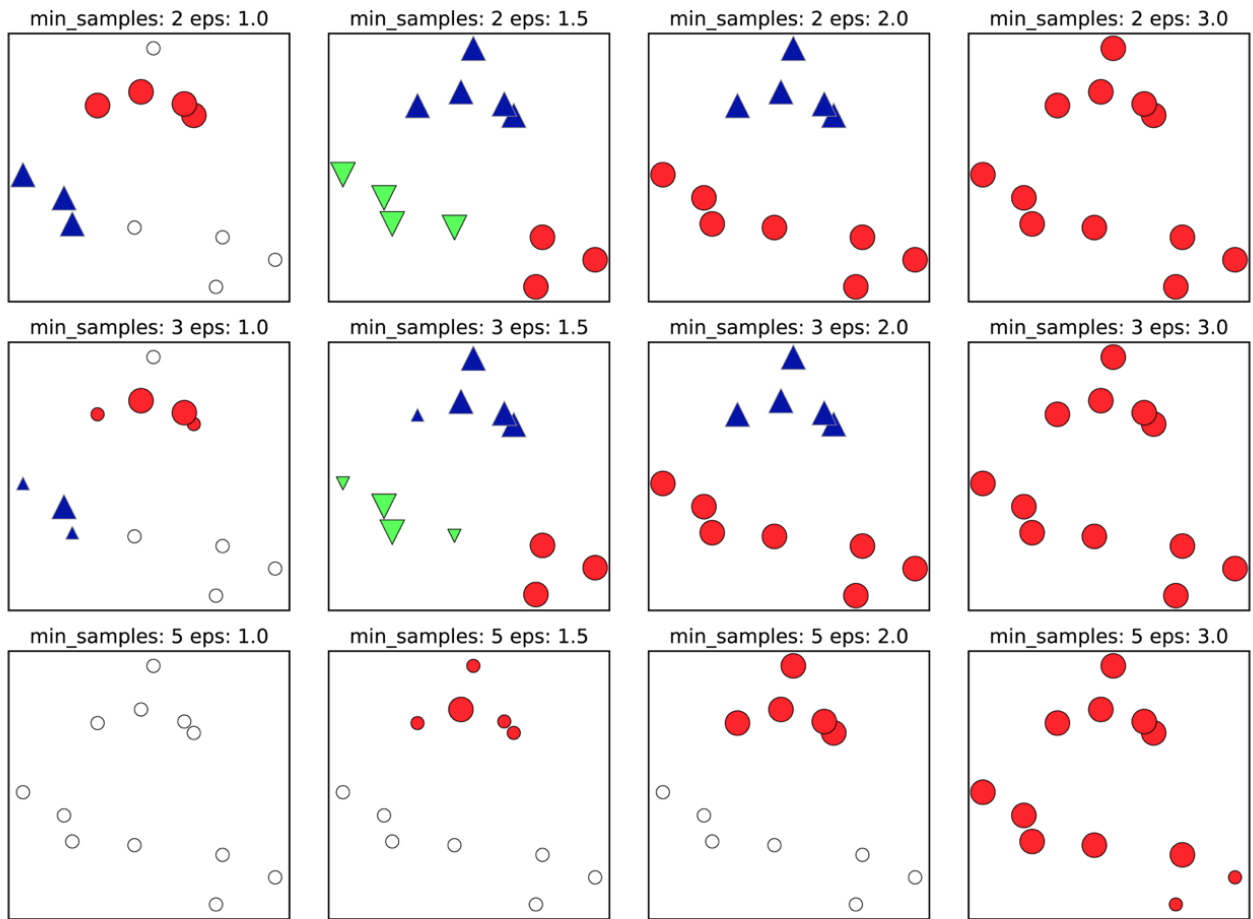 min_samples: 2 eps: 1.0
min_samples: 2 eps: 1.5
min_samples: 2 eps: 2.0
min_samples: 2 eps: 3.0
min_samples: 3 eps: 1.0
min_samples: 3 eps: 1.5
min_samples: 3 eps: 2.0
min_samples: 3 eps: 3.0
min_samples: 5 eps: 1.0
min_samples: 5 eps: 1.5
min_samples: 5 eps: 2.0
min_samples: 5 eps: 3.0